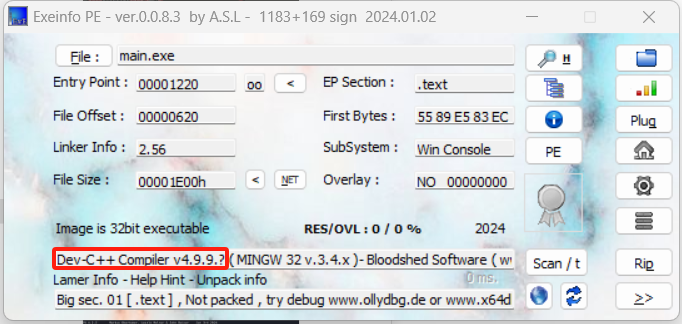 Exeinfo PE - ver.0.0.8.3 by A.S.L - 1183+169 sign 2024.01.02
File : main.exe H
Entry Point : 00001220 oo < EP Section : .text
File Offset : 00000620 First Bytes : 55 89 E5 83 EC Plug
Linker Info : 2.56 SubSystem : Win Console PE
File Size : 00001E00h < NET Overlay : NO 00000000
Image is 32bit executable RES/OVL : 0 / 0 % 2024
Dev-C++ Compiler v4.9.9.? ( MINGW 32 v.3.4.x )- Bloodshed Software ( Scan / t Rip
Lamer Info - Help Hint - Unpack info 0 ms.
Big sec. 01 [ .text ] , Not packed , try debug www.ollydbg.de or www.x64d >>